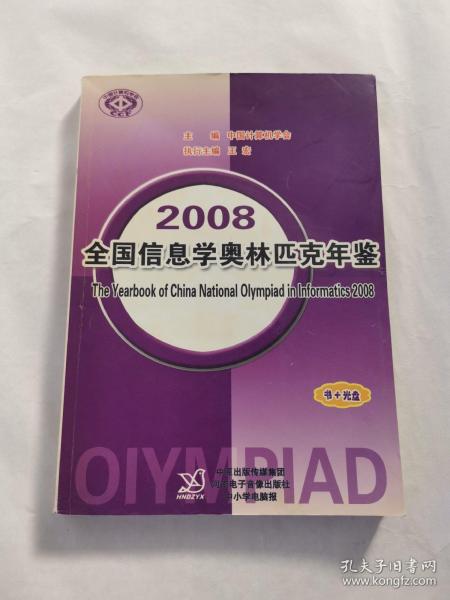 中国计算机学会
CCF
主 编 中国计算机学会
执行主编 王 宏
2008
全国信息学奥林匹克年鉴
The Yearbook of China National Olympiad in Informatics 2008
书+光盘
OIYMPIAD
HNDZYX
中原出版传媒集团
河南电子音像出版社
中小学电脑报
孔夫子旧书网
www.kongfz.com